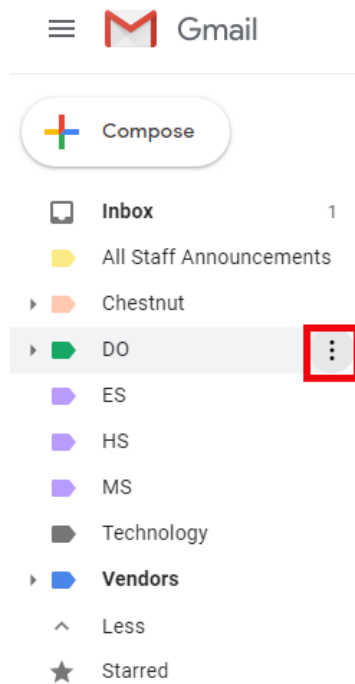 Gmail
Compose
Inbox 1
All Staff Announcements
Chestnut
DO
ES
HS
MS
Technology
Vendors
Less
Starred